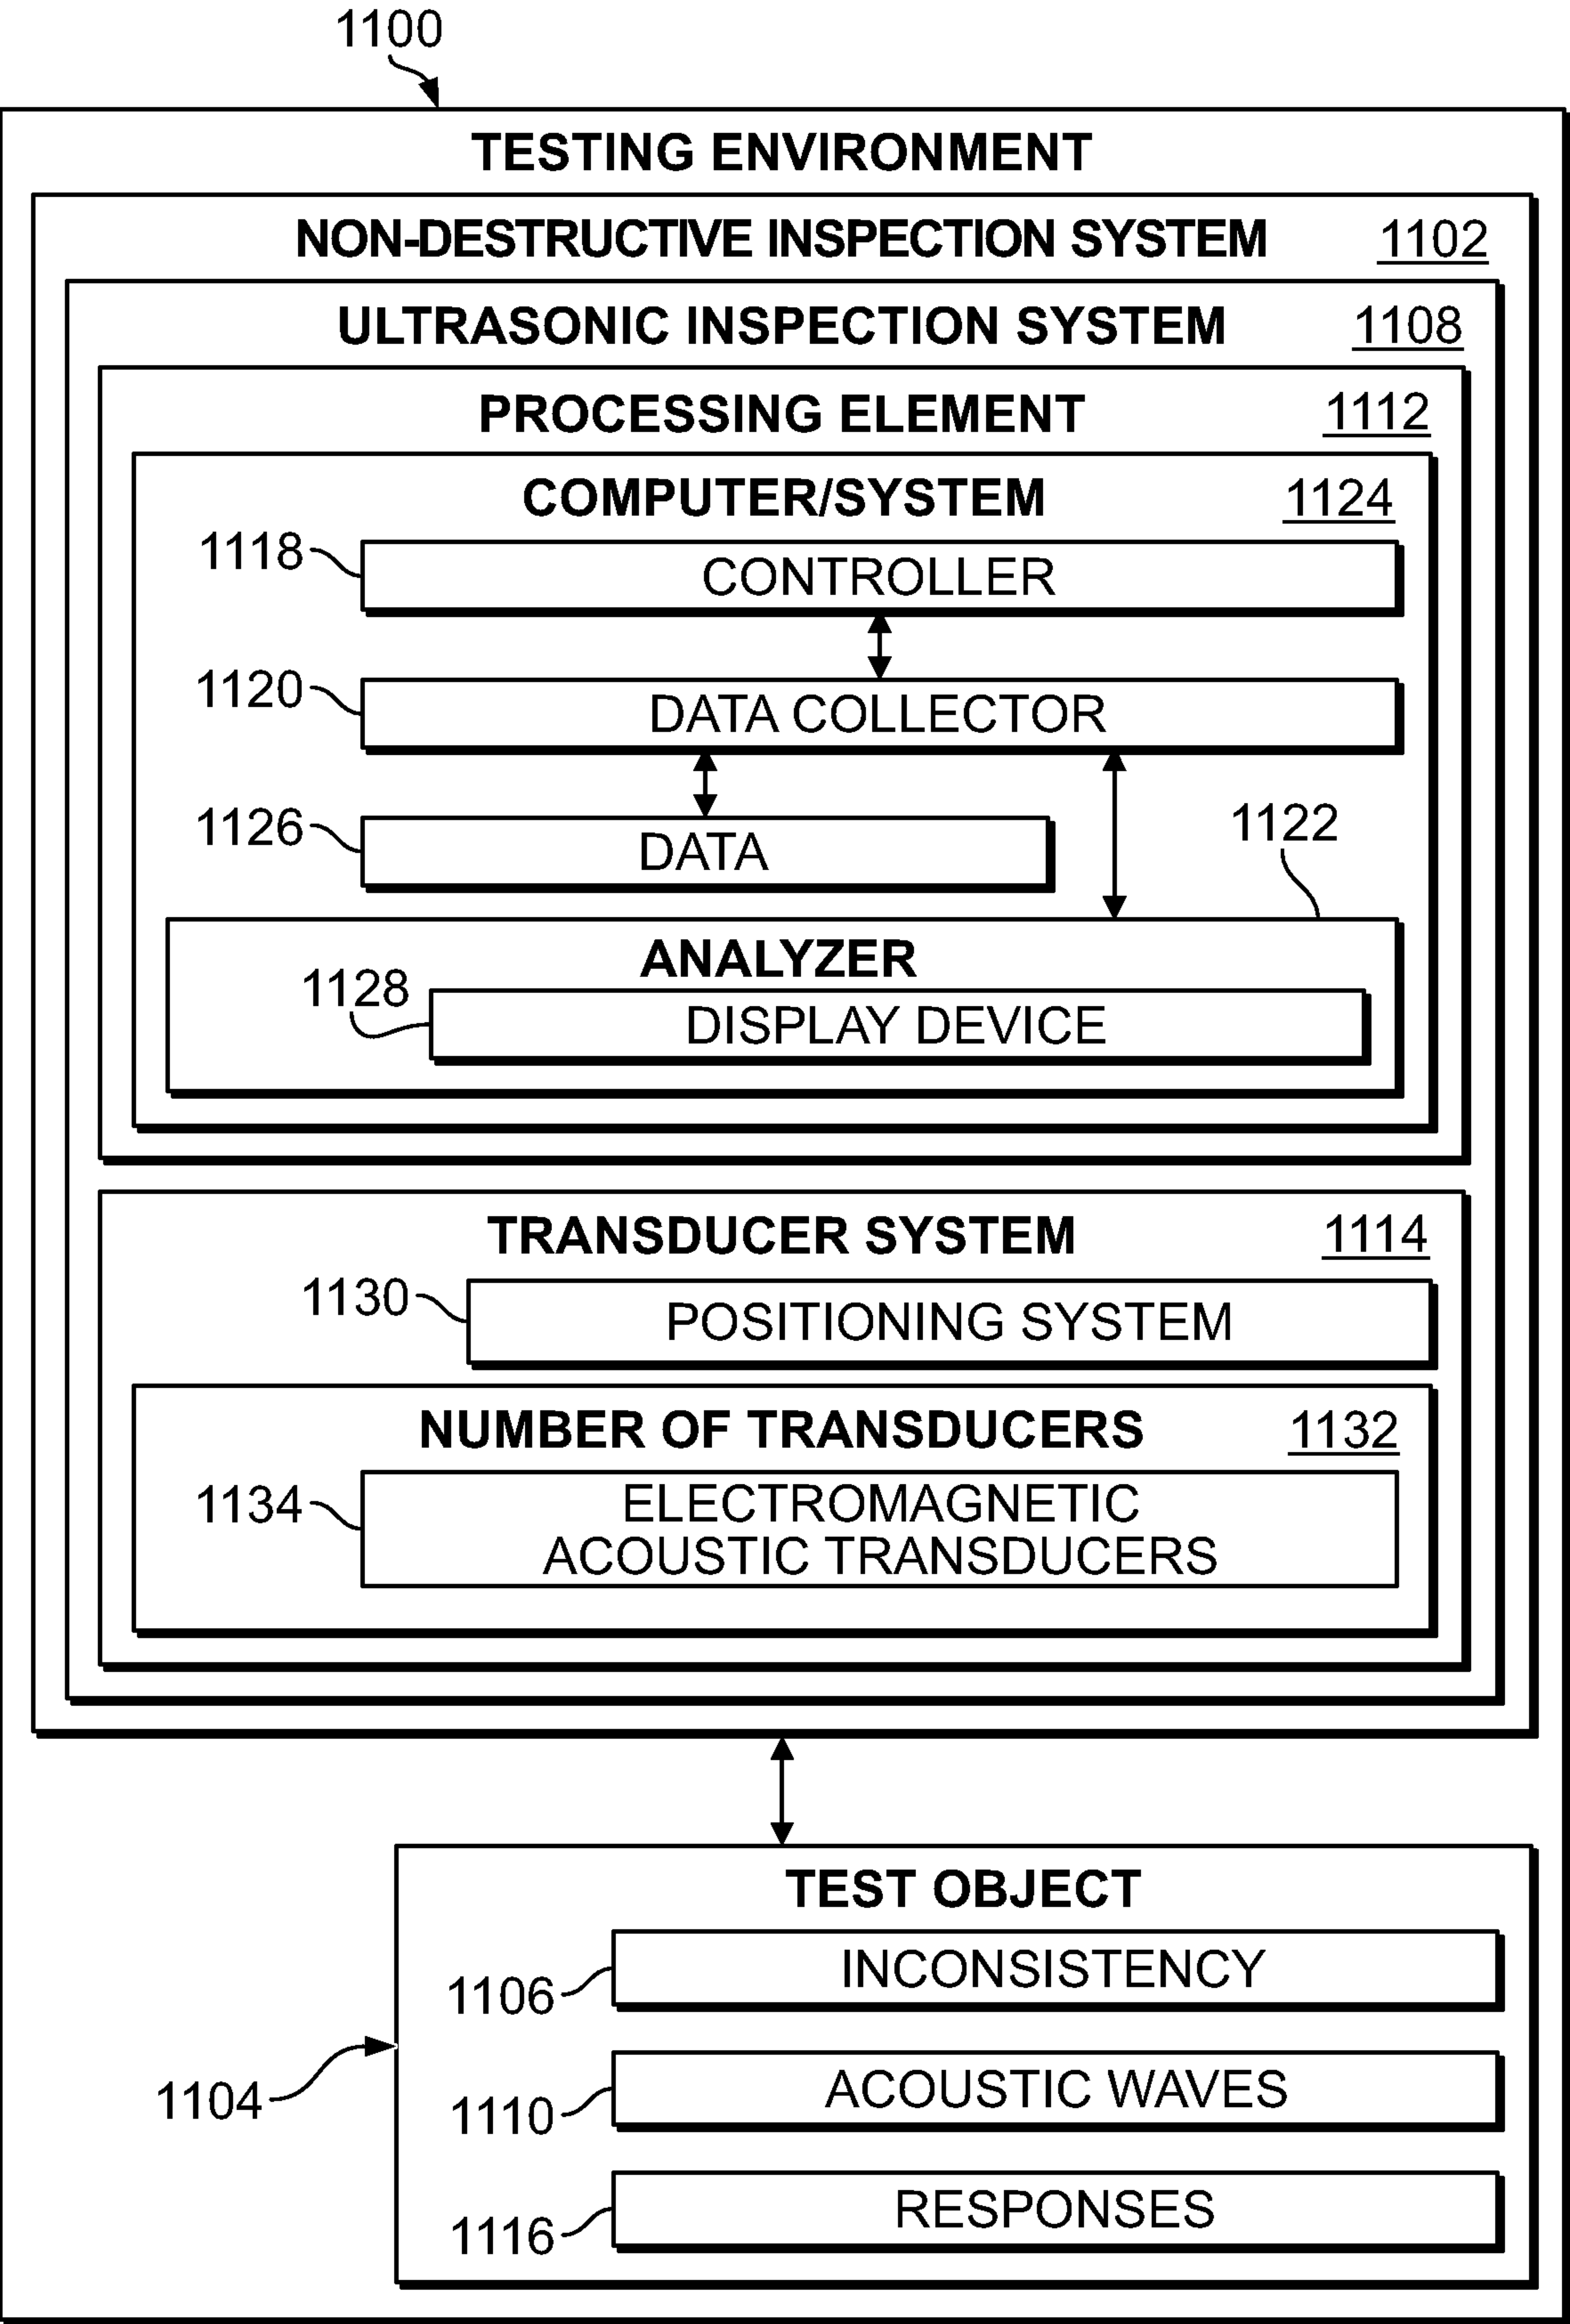 1100
TESTING ENVIRONMENT
NON-DESTRUCTIVE INSPECTION SYSTEM 1102
ULTRASONIC INSPECTION SYSTEM 1108
PROCESSING ELEMENT 1112
COMPUTER/SYSTEM 1124
1118 CONTROLLER
1120 DATA COLLECTOR
1126 DATA 1122
ANALYZER
1128 DISPLAY DEVICE
TRANSDUCER SYSTEM 1114
1130 POSITIONING SYSTEM
NUMBER OF TRANSDUCERS 1132
1134 ELECTROMAGNETIC
ACOUSTIC TRANSDUCERS
TEST OBJECT
1106 INCONSISTENCY
1104
1110 ACOUSTIC WAVES
1116 RESPONSES